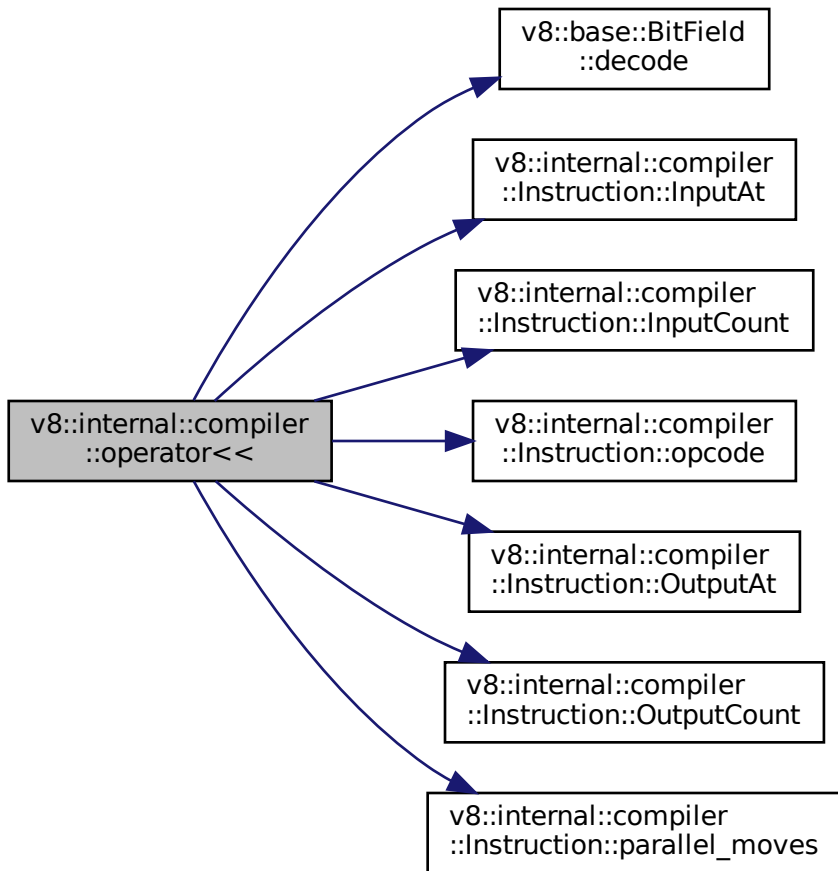 v8::base::BitField
::decode
v8::internal::compiler
::Instruction::InputAt
v8::internal::compiler
::Instruction::InputCount
v8::internal::compiler
::operator<<
v8::internal::compiler
::Instruction::opcode
v8::internal::compiler
::Instruction::OutputAt
v8::internal::compiler
::Instruction::OutputCount
v8::internal::compiler
::Instruction::parallel_moves